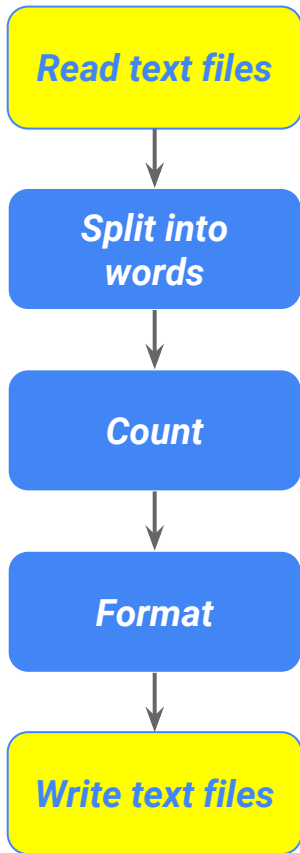 Read text files
Split into
words
Count
Format
Write text files